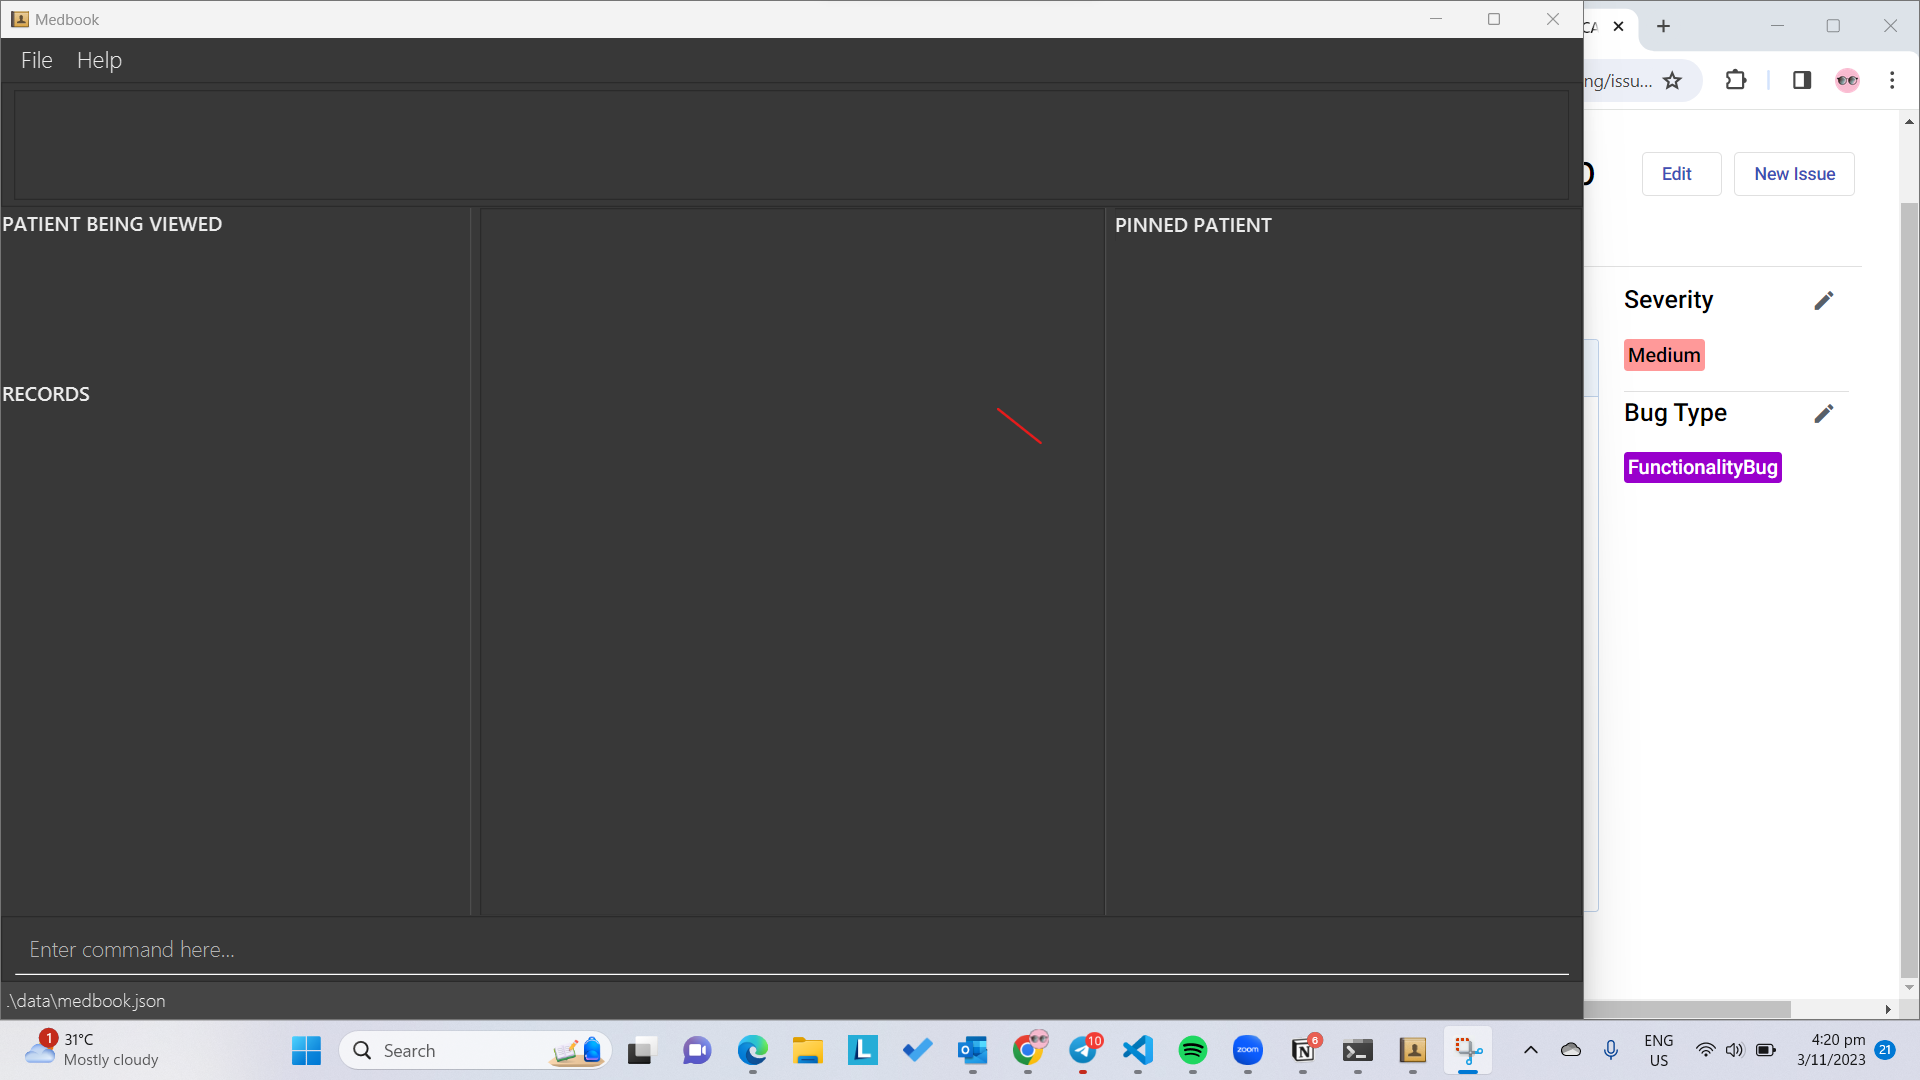 Medbook
File Help
PATIENT BEING VIEWED
RECORDS
PINNED PATIENT
Enter command here...
.\data\medbook.json
CA
ng/issu...
Edit
New Issue
Severity
Medium
Bug Type
FunctionalityBug
1
31°C
Mostly cloudy
Search
L
10
zoom
6
ENG
US
4:20 pm
3/11/2023
21